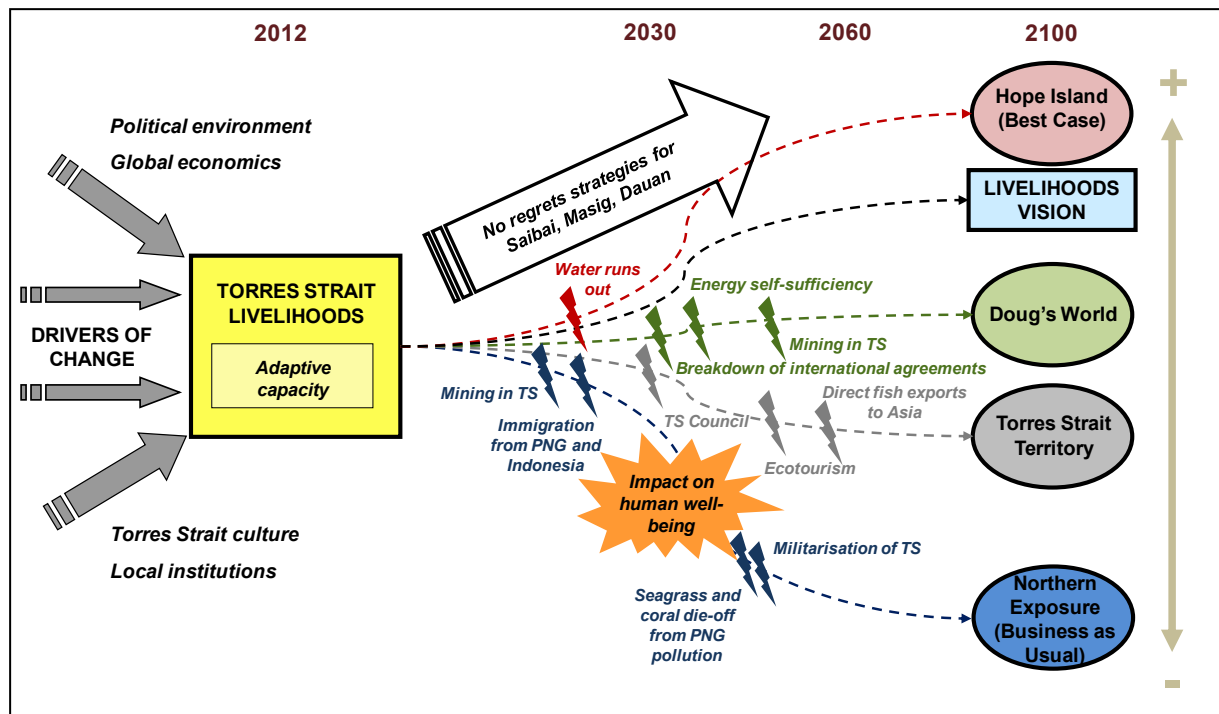 2012
2030
2060
2100
Political environment
Global economics
DRIVERS OF
CHANGE
Torres Strait culture
Local institutions
TORRES STRAIT
LIVELIHOODS
Adaptive
capacity
No regrets strategies for
Saibai, Masig, Dauan
Water runs
out
Energy self-sufficiency
Mining in TS
Breakdown of international agreements
Mining in TS
Immigration
from PNG and
Indonesia
TS Council
Direct fish exports
to Asia
Ecotourism
Impact on
human well-
being
Militarisation of TS
Seagrass and
coral die-off
from PNG
pollution
Hope Island
(Best Case)
LIVELIHOODS
VISION
Doug's World
Torres Strait
Territory
Northern
Exposure
(Business as
Usual)
+
-